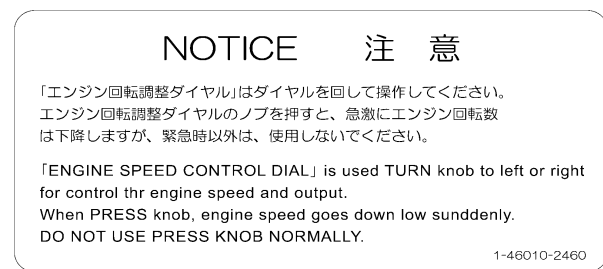 NOTICE 注 意
「エンジン回転調整ダイヤル」はダイヤルを回して操作してください。
エンジン回転調整ダイヤルのノブを押すと、急激にエンジン回転数
は下降しますが、緊急時以外は、使用しないでください。
「ENGINE SPEED CONTROL DIAL」 is used TURN knob to left or right
for control thr engine speed and output.
When PRESS knob, engine speed goes down low sunddenly.
DO NOT USE PRESS KNOB NORMALLY.
1-46010-2460